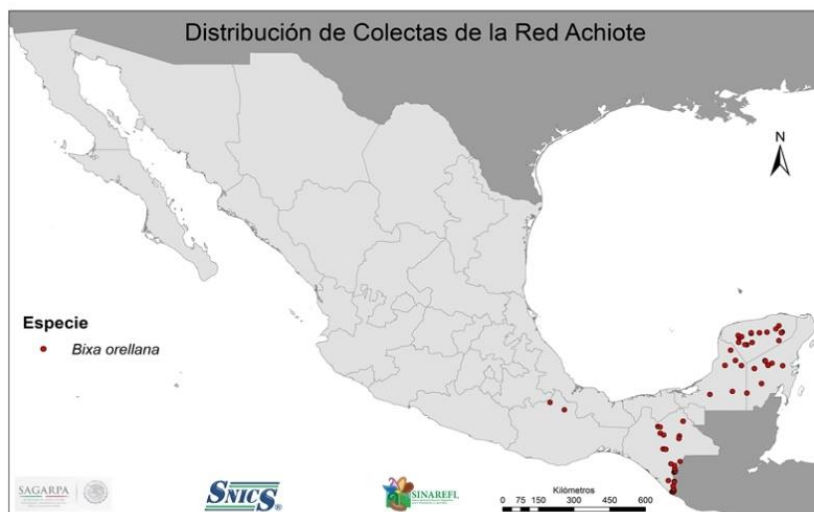 Distribución de Colectas de la Red Achiote
N
Especie
Bixa orellana
SAGARPA
SNICS®
SINAREFI
Kilómetros
0 75 150 300 450 600